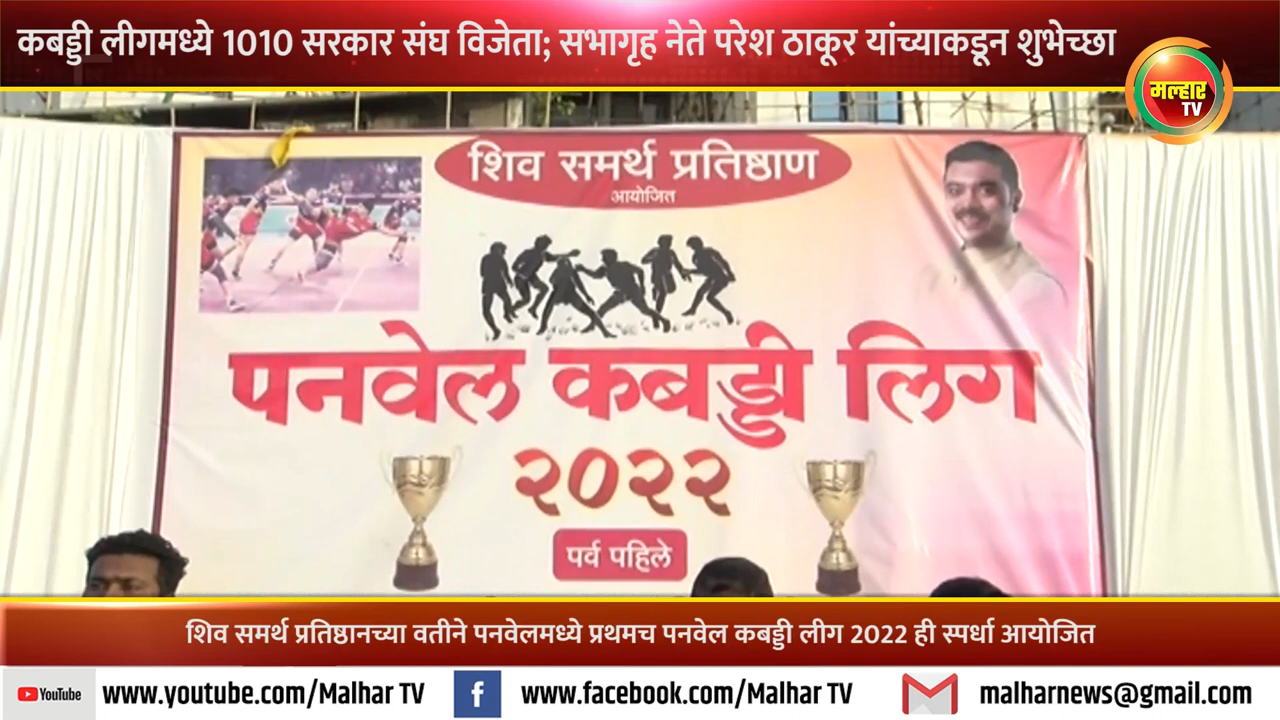 कबड्डी लीगमध्ये 1010 सरकार संघ विजेता; सभागृह नेते परेश ठाकूर यांच्याकडून शुभेच्छा
मल्हार
TV
शिव समर्थ प्रतिष्ठाण
आयोजित
पनवेल कबड्डी लिग
२०२२
पर्व पहिले
शिव समर्थ प्रतिष्ठानच्या वतीने पनवेलमध्ये प्रथमच पनवेल कबड्डी लीग 2022 ही स्पर्धा आयोजित
YouTube www.youtube.com/Malhar TV www.facebook.com/Malhar TV malharnews@gmail.com